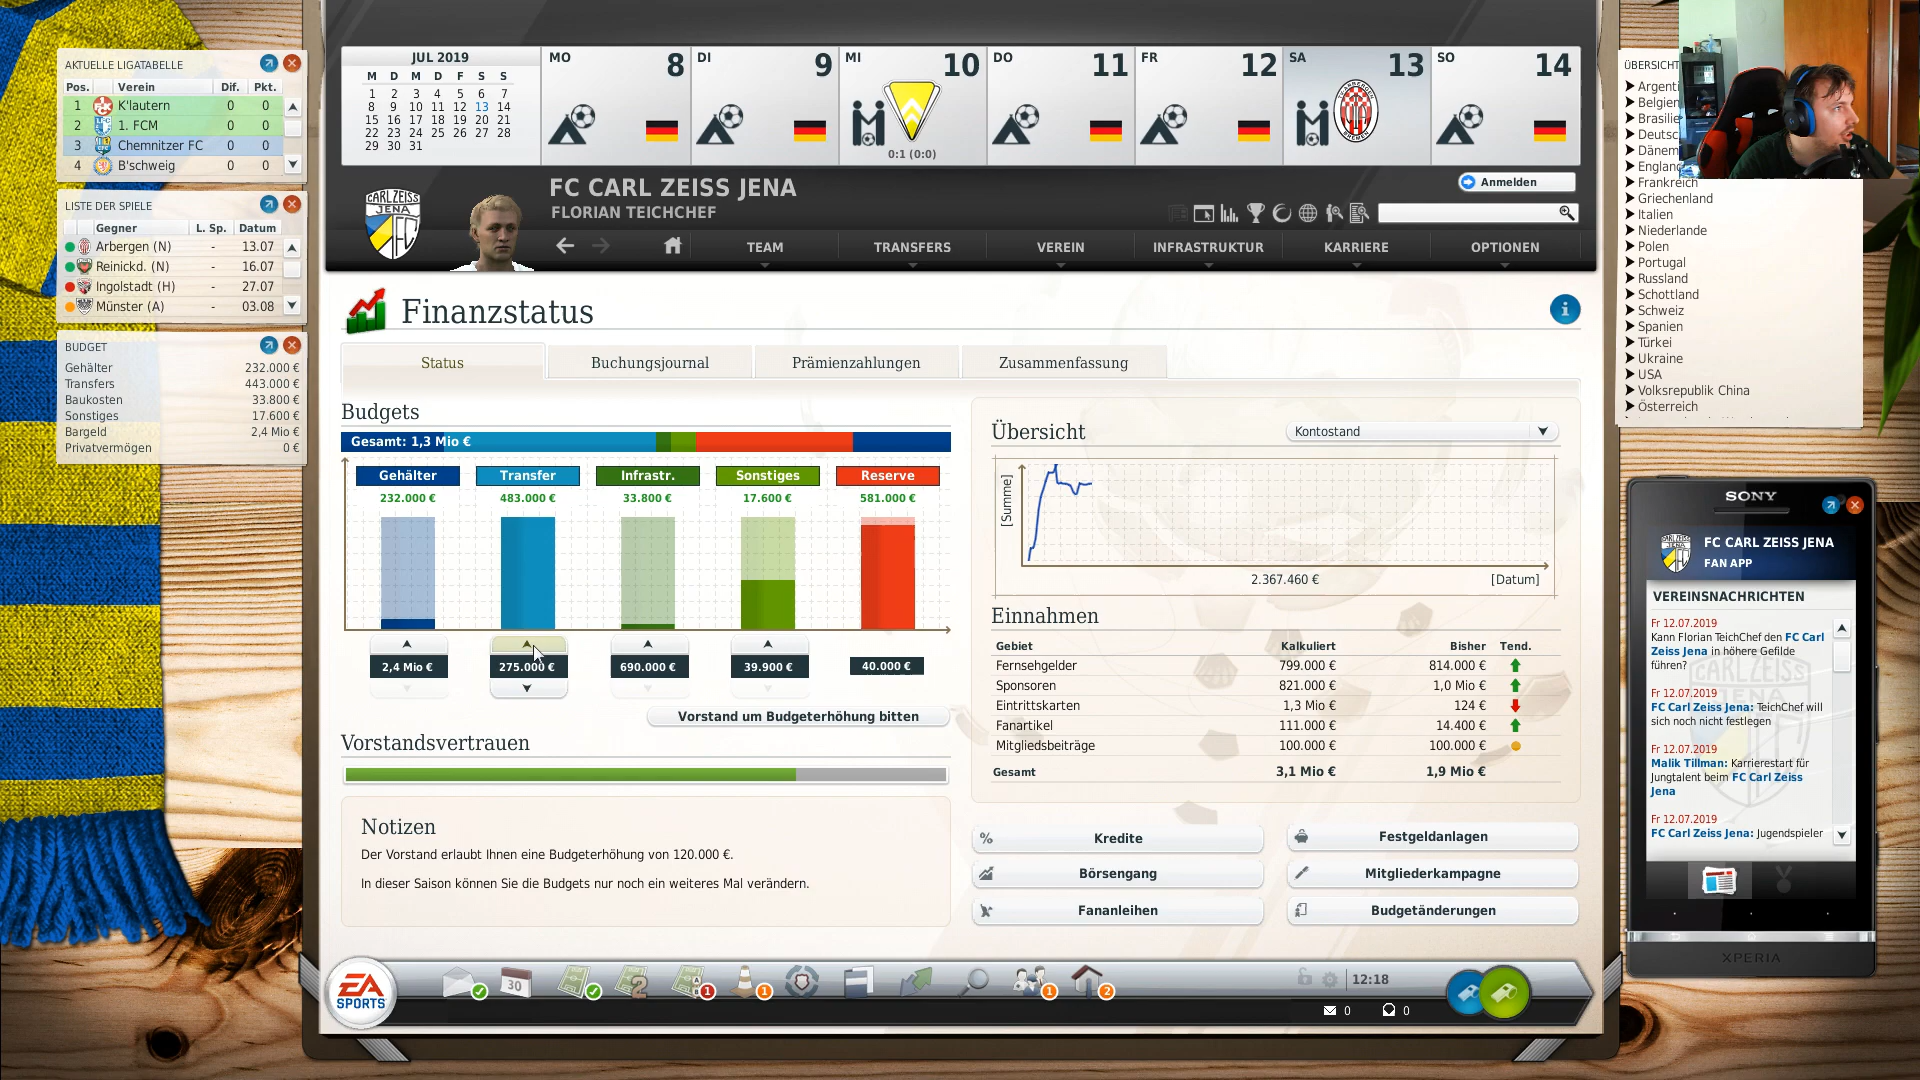 AKTUELLE LIGATABELLE
Pos. Verein Dif. Pkt.
1 K'lautern 0 0
2 1. FCM 0 0
3 Chemnitzer FC 0 0
4 B'schweig 0 0
LISTE DER SPIELE
Gegner L. Sp. Datum
Arbergen (N) - 13.07
Reinickd. (N) - 16.07
Ingolstadt (H) - 27.07
Münster (A) - 03.08
BUDGET
Gehälter 232.000 €
Transfers 443.000 €
Baukosten 33.800 €
Sonstiges 17.600 €
Bargeld 2,4 Mio €
Privatvermögen 0 €
JUL 2019
M D M D F S S
1 2 3 4 5 6 7
8 9 10 11 12 13 14
15 16 17 18 19 20 21
22 23 24 25 26 27 28
29 30 31
MO 8
DI 9
MI 10
0:1 (0:0)
DO 11
FR 12
SA 13
SO 14
CARL ZEISS
JENA
FC
FC CARL ZEISS JENA
FLORIAN TEICHCHEF
Anmelden
TEAM TRANSFERS VEREIN INFRASTRUKTUR KARRIERE OPTIONEN
Finanzstatus
Status Buchungsjournal Prämienzahlungen Zusammenfassung
Budgets
Gesamt: 1,3 Mio €
Gehälter Transfer Infrastr. Sonstiges Reserve
232.000 € 483.000 € 33.800 € 17.600 € 581.000 €
2,4 Mio € 275.000 € 690.000 € 39.900 € 40.000 €
Vorstand um Budgeterhöhung bitten
Vorstandsvertrauen
Notizen
Der Vorstand erlaubt Ihnen eine Budgeterhöhung von 120.000 €.
In dieser Saison können Sie die Budgets nur noch ein weiteres Mal verändern.
Übersicht
Kontostand
[Summe]
2.367.460 € [Datum]
Einnahmen
Gebiet Kalkuliert Bisher Tend.
Fernsehgelder 799.000 € 814.000 €
Sponsoren 821.000 € 1,0 Mio €
Eintrittskarten 1,3 Mio € 124 €
Fanartikel 111.000 € 14.400 €
Mitgliedsbeiträge 100.000 € 100.000 €
Gesamt 3,1 Mio € 1,9 Mio €
Kredite
Festgeldanlagen
Börsengang
Mitgliederkampagne
Fananleihen
Budgetänderungen
ÜBERSICHT
Argenti
Belgien
Brasilie
Deutsc
Dänem
England
Frankreich
Griechenland
Italien
Niederlande
Polen
Portugal
Russland
Schottland
Schweiz
Spanien
Türkei
Ukraine
USA
Volksrepublik China
Österreich
SONY
FC CARL ZEISS JENA
FAN APP
VEREINSNACHRICHTEN
Fr 12.07.2019
Kann Florian TeichChef den FC Carl
Zeiss Jena in höhere Gefilde
führen?
Fr 12.07.2019
FC Carl Zeiss Jena: TeichChef will
sich noch nicht festlegen
Fr 12.07.2019
Malik Tillman: Karrierestart für
Jungtalent beim FC Carl Zeiss
Jena
Fr 12.07.2019
FC Carl Zeiss Jena: Jugendspieler
XPERIA
EA
SPORTS
30
2
1
1
1
2
12:18
0 0